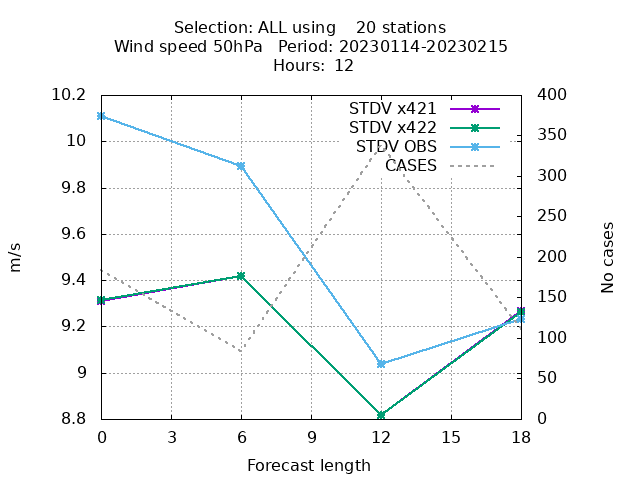 Selection: ALL using    20 stations
Wind speed 50hPa   Period: 20230114-20230215
Hours: 12
STDV x421
STDV x422
STDV OBS
CASES
10.2
10
9.8
9.6
9.4
9.2
9
8.8
m/s
400
350
300
250
200
150
100
50
0
No cases
0 3 6 9 12 15 18
Forecast length